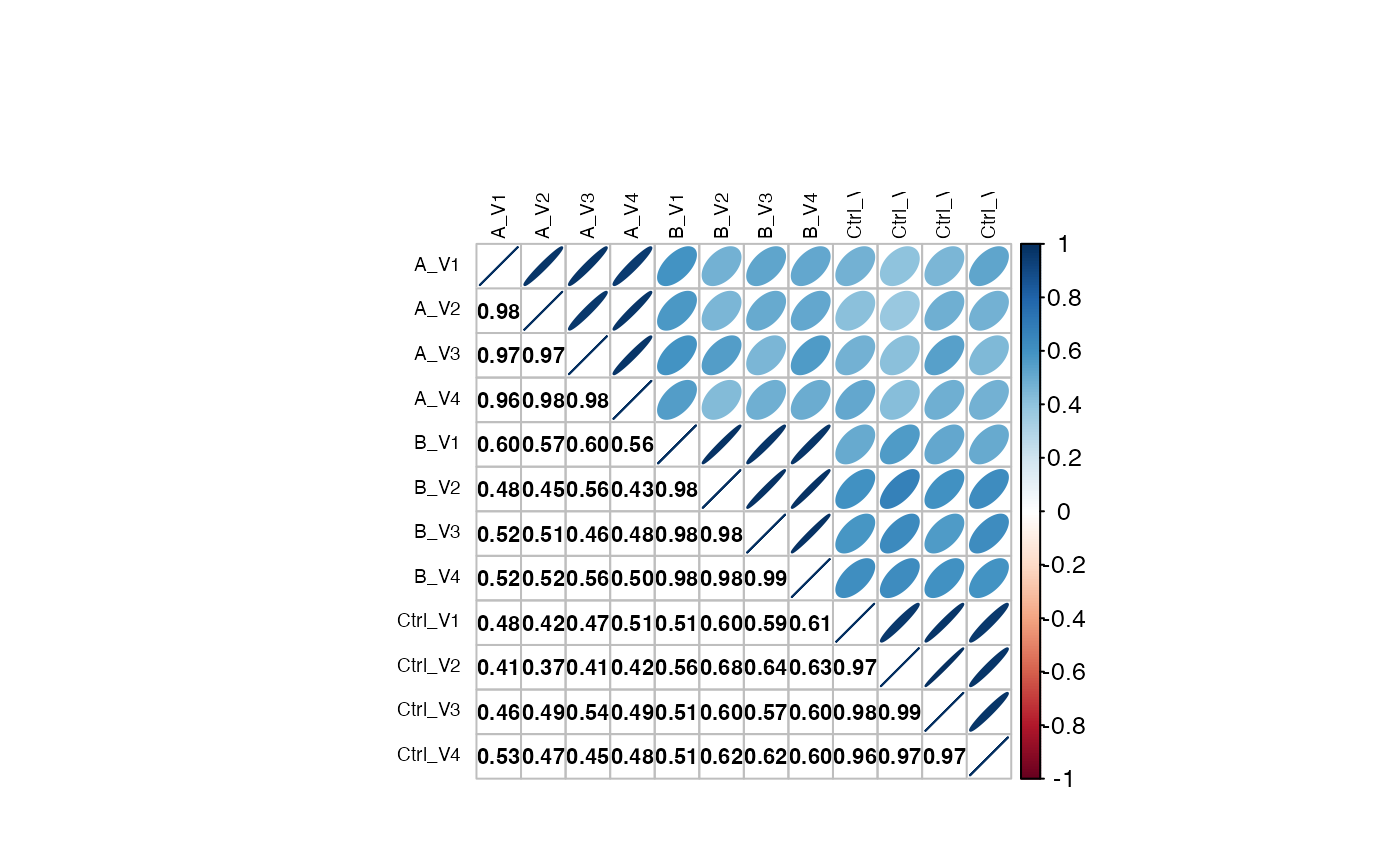 A_V1 A_V2 A_V3 A_V4 B_V1 B_V2 B_V3 B_V4 Ctrl_ Ctrl_ Ctrl_ Ctrl_
A_V1
A_V2 0.98
A_V3 0.97 0.97
A_V4 0.96 0.98 0.98
B_V1 0.60 0.57 0.60 0.56
B_V2 0.48 0.45 0.56 0.43 0.98
B_V3 0.52 0.51 0.46 0.48 0.98 0.98
B_V4 0.52 0.52 0.56 0.50 0.98 0.98 0.99
Ctrl_V1 0.48 0.42 0.47 0.51 0.51 0.60 0.59 0.61
Ctrl_V2 0.41 0.37 0.41 0.42 0.56 0.68 0.64 0.63 0.97
Ctrl_V3 0.46 0.49 0.54 0.49 0.51 0.60 0.57 0.60 0.98 0.99
Ctrl_V4 0.53 0.47 0.45 0.48 0.51 0.62 0.62 0.60 0.96 0.97 0.97
1
0.8
0.6
0.4
0.2
0
-0.2
-0.4
-0.6
-0.8
-1